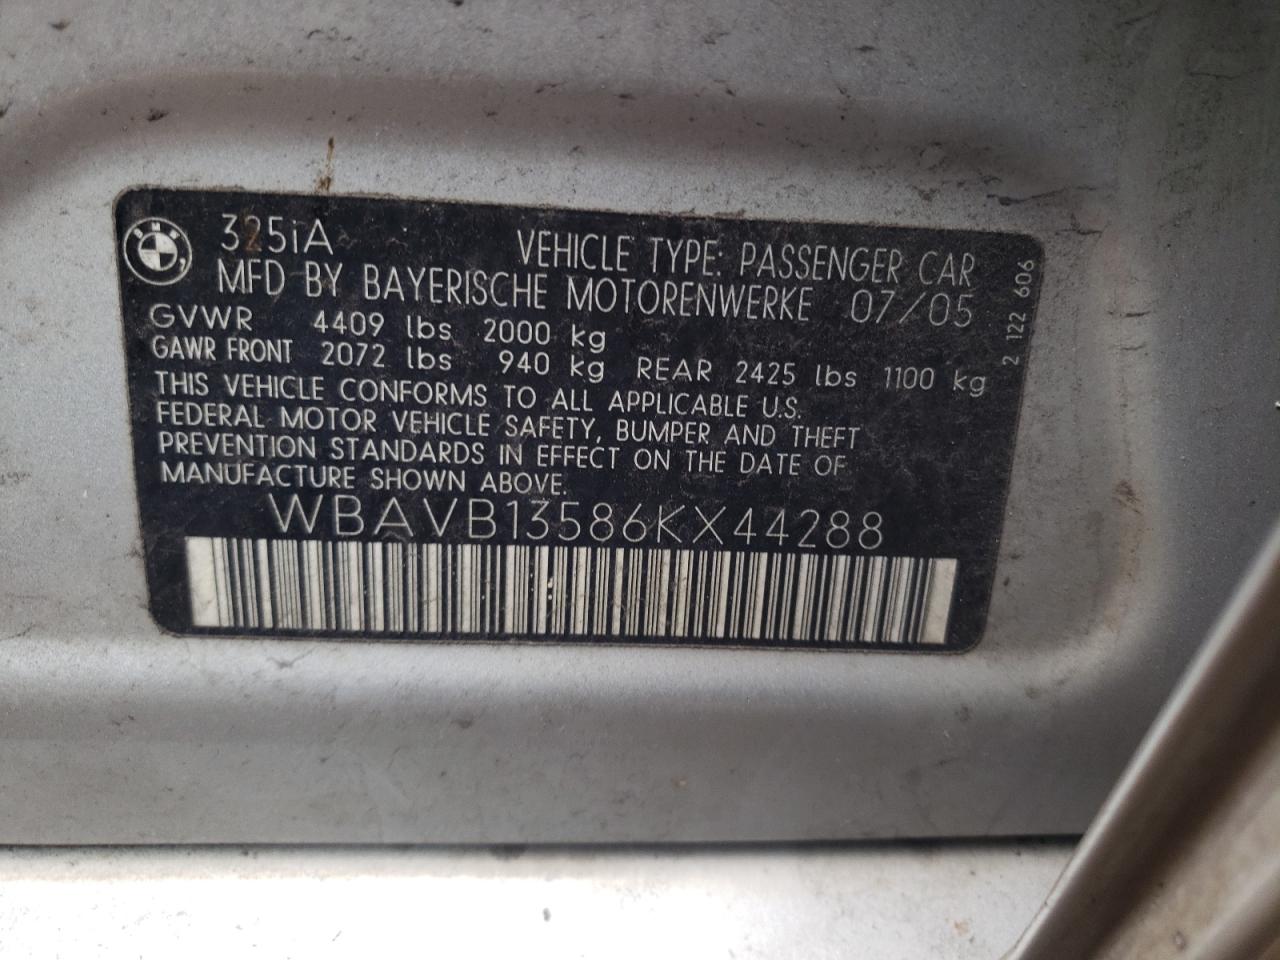 BMW
325iA VEHICLE TYPE: PASSENGER CAR
MFD BY BAYERISCHE MOTORENWERKE 07/05
GVWR 4409 lbs 2000 kg
GAWR FRONT 2072 lbs 940 kg REAR 2425 lbs 1100 kg
THIS VEHICLE CONFORMS TO ALL APPLICABLE U.S.
FEDERAL MOTOR VEHICLE SAFETY, BUMPER AND THEFT
PREVENTION STANDARDS IN EFFECT ON THE DATE OF
MANUFACTURE SHOWN ABOVE.
WBAVB13586KX44288
2 122 606